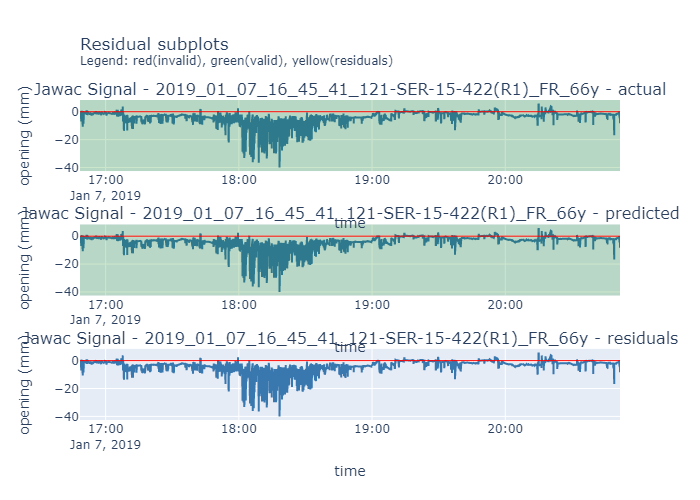 Residual subplots
Legend: red(invalid), green(valid), yellow(residuals)
Jawac Signal - 2019_01_07_16_45_41_121-SER-15-422(R1)_FR_66y - actual
opening (mm)
0
−20
−40
17:00 18:00 19:00 20:00
Jan 7, 2019
time
Jawac Signal - 2019_01_07_16_45_41_121-SER-15-422(R1)_FR_66y - predicted
opening (mm)
0
−20
−40
17:00 18:00 19:00 20:00
Jan 7, 2019
time
Jawac Signal - 2019_01_07_16_45_41_121-SER-15-422(R1)_FR_66y - residuals
opening (mm)
0
−20
−40
17:00 18:00 19:00 20:00
Jan 7, 2019
time